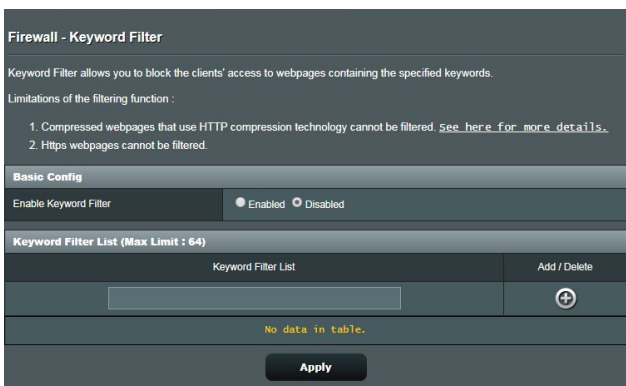 Firewall - Keyword Filter
Keyword Filter allows you to block the clients' access to webpages containing the specified keywords.
Limitations of the filtering function :
1. Compressed webpages that use HTTP compression technology cannot be filtered. See here for more details.
2. Https webpages cannot be filtered.
Basic Config
Enable Keyword Filter Enabled Disabled
Keyword Filter List (Max Limit : 64)
Keyword Filter List Add / Delete
No data in table.
Apply